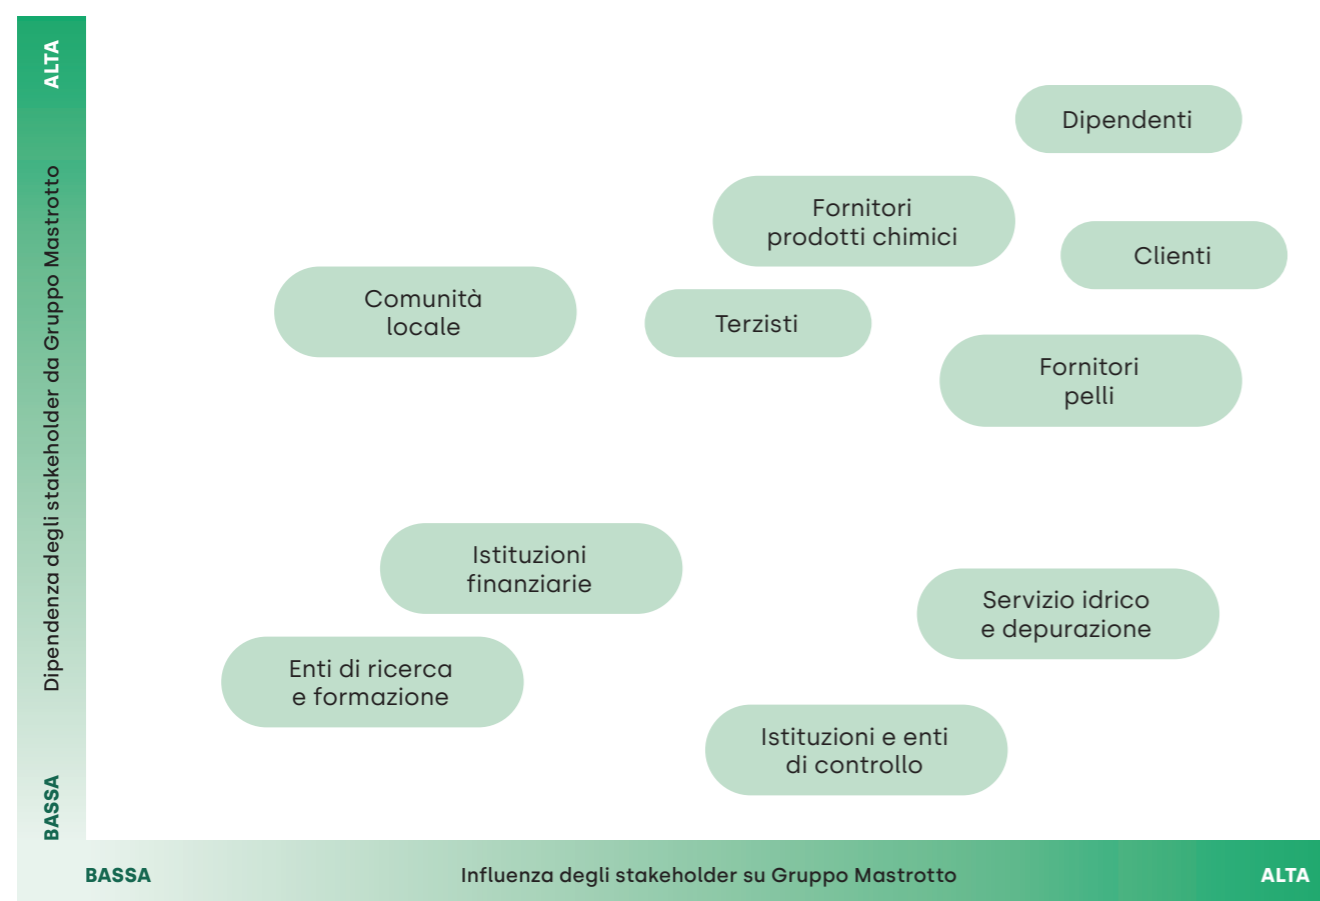 ALTA
Dipendenza degli stakeholder da Gruppo Mastrotto
BASSA
Dipendenti
Fornitori
prodotti chimici
Clienti
Comunità
locale
Terzisti
Fornitori
pelli
Istituzioni
finanziarie
Servizio idrico
e depurazione
Enti di ricerca
e formazione
Istituzioni e enti
di controllo
BASSA
Influenza degli stakeholder su Gruppo Mastrotto
ALTA